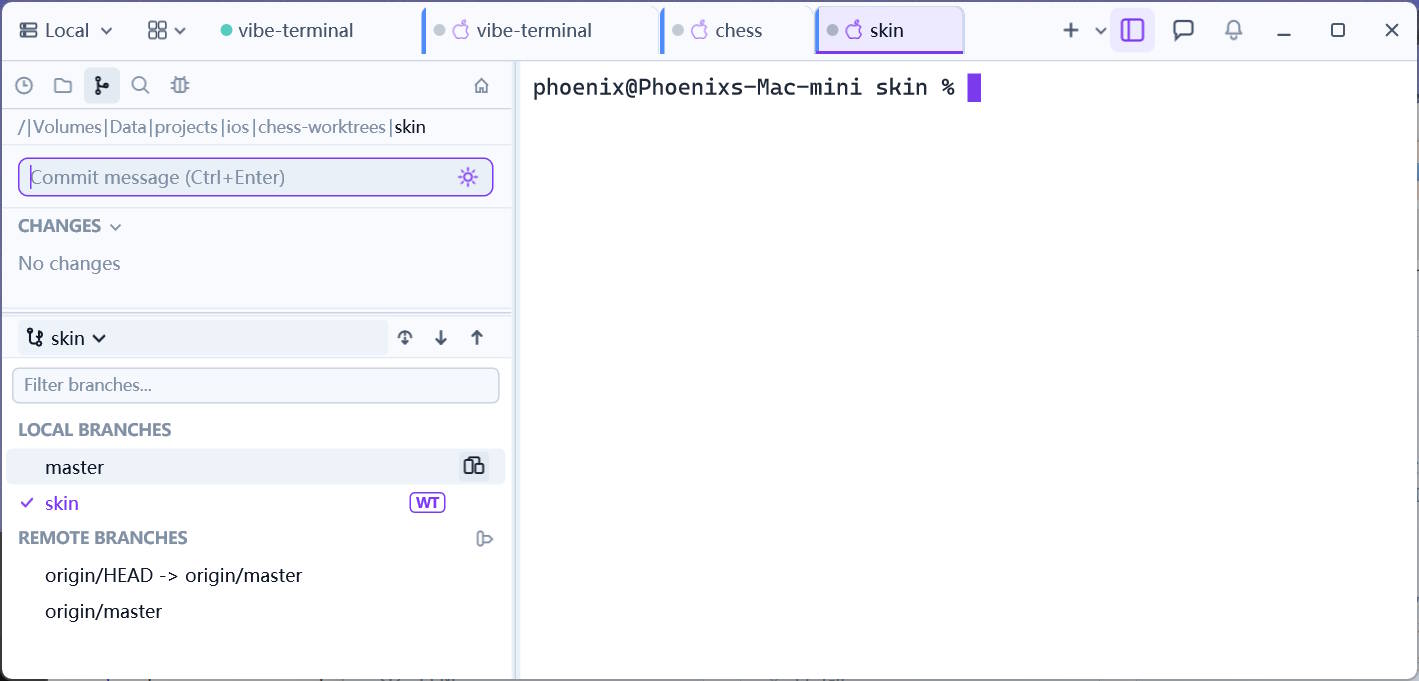 Local vibe-terminal vibe-terminal chess skin
/|Volumes|Data|projects|ios|chess-worktrees|skin
Commit message (Ctrl+Enter)
CHANGES
No changes
skin
Filter branches...
LOCAL BRANCHES
master
skin WT
REMOTE BRANCHES
origin/HEAD -> origin/master
origin/master
phoenix@Phoenixs-Mac-mini skin %